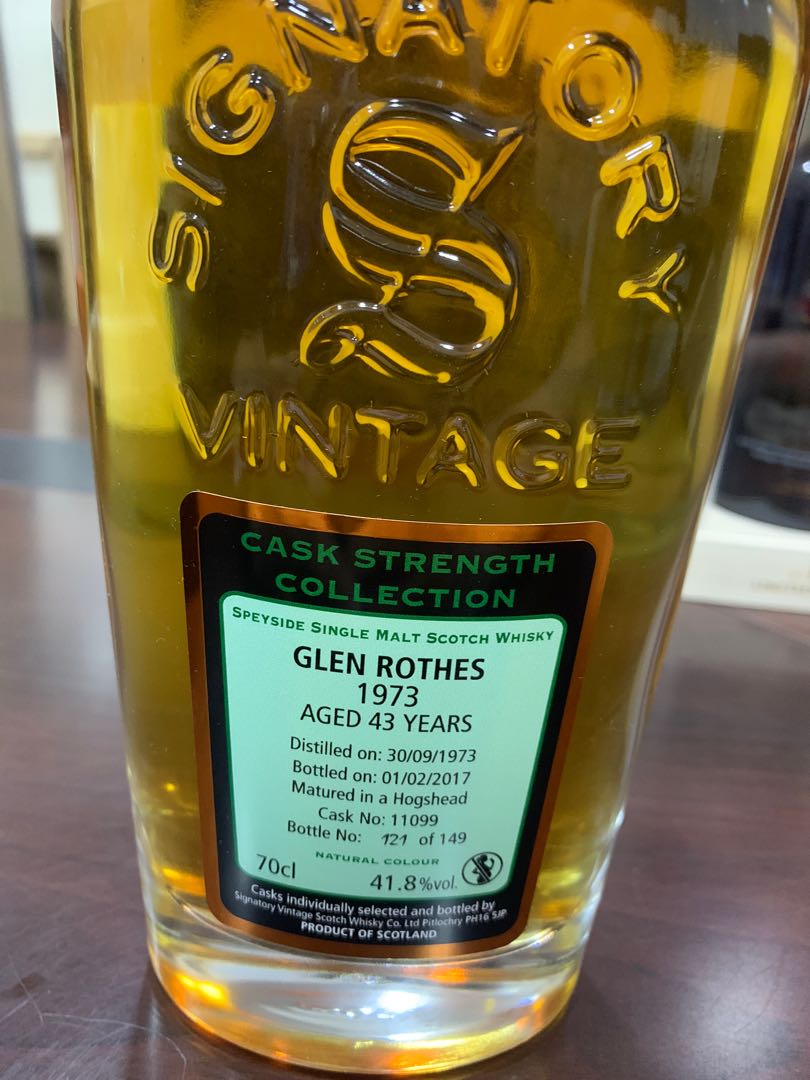 SIGNATORY
S
VINTAGE
CASK STRENGTH
COLLECTION
SPEYSIDE SINGLE MALT SCOTCH WHISKY
GLEN ROTHES
1973
AGED 43 YEARS
Distilled on: 30/09/1973
Bottled on: 01/02/2017
Matured in a Hogshead
Cask No: 11099
Bottle No: 121 of 149
NATURAL COLOUR
70cl 41.8%vol.
Casks individually selected and bottled by
Signatory Vintage Scotch Whisky Co. Ltd Pitlochry PH16 5JP
PRODUCT OF SCOTLAND